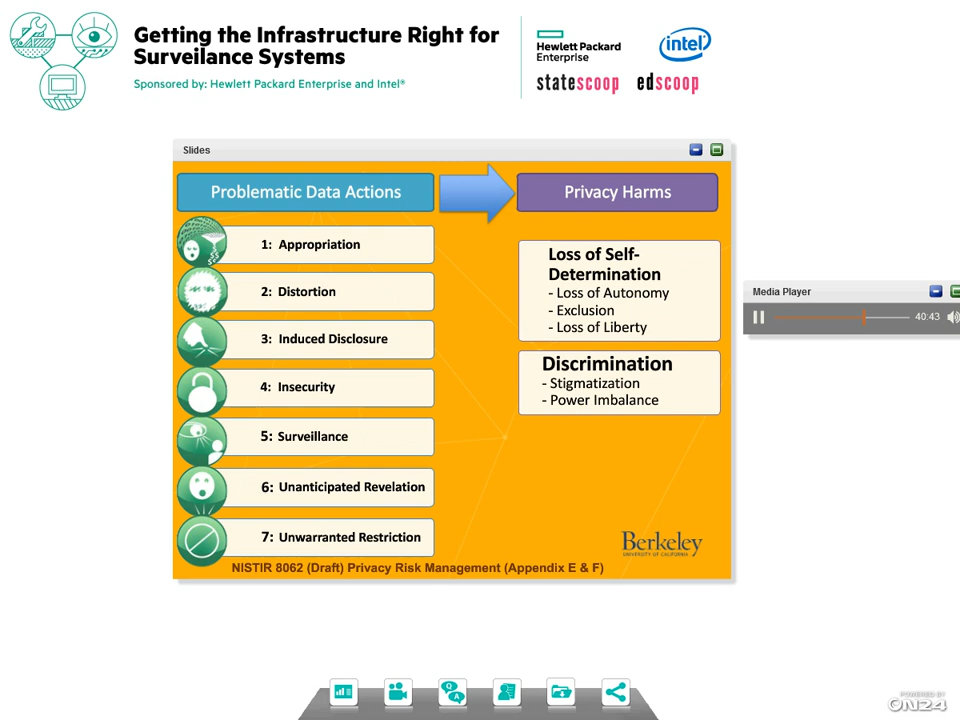 Getting the Infrastructure Right for
Surveilance Systems
Sponsored by: Hewlett Packard Enterprise and Intel®
Hewlett Packard
Enterprise
intel®
statescoop edscoop
Slides
Problematic Data Actions
Privacy Harms
1: Appropriation
2: Distortion
3: Induced Disclosure
4: Insecurity
5: Surveillance
6: Unanticipated Revelation
7: Unwarranted Restriction
Loss of Self-
Determination
- Loss of Autonomy
- Exclusion
- Loss of Liberty
Discrimination
- Stigmatization
- Power Imbalance
Berkeley
UNIVERSITY OF CALIFORNIA
NISTIR 8062 (Draft) Privacy Risk Management (Appendix E & F)
Media Player
40:43
Q
A
POWERED BY
ON24